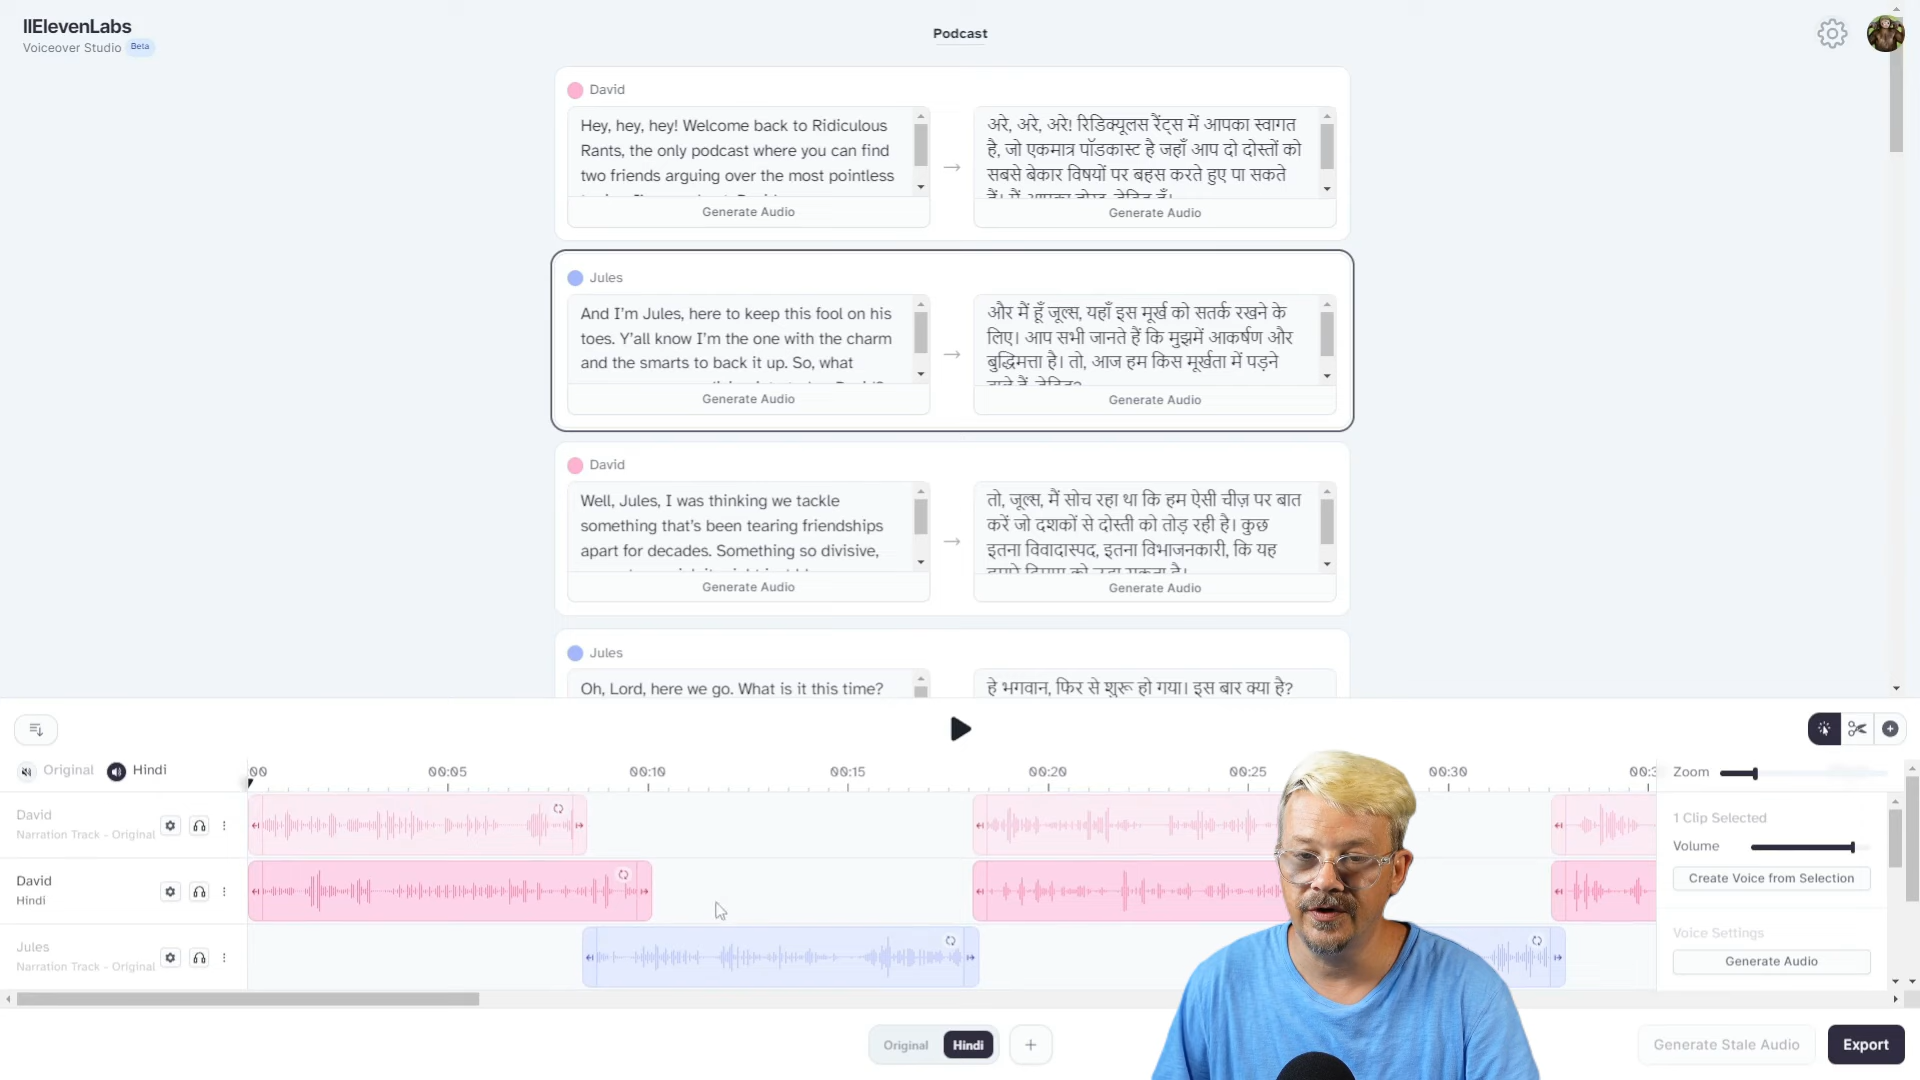 IIElevenLabs
Voiceover Studio Beta
Podcast
David
Hey, hey, hey! Welcome back to Ridiculous
Rants, the only podcast where you can find
two friends arguing over the most pointless
Generate Audio
अरे, अरे, अरे! रिडिक्यूलस रैंट्स में आपका स्वागत
है, जो एकमात्र पॉडकास्ट है जहाँ आप दो दोस्तों को
सबसे बेकार विषयों पर बहस करते हुए पा सकते
हैं। मैं आपका होस्ट, डेविड हूँ।
Generate Audio
Jules
And I'm Jules, here to keep this fool on his
toes. Y'all know I'm the one with the charm
and the smarts to back it up. So, what
Generate Audio
और मैं हूँ जूल्स, यहाँ इस मूर्ख को सतर्क रखने के
लिए। आप सभी जानते हैं कि मुझमें आकर्षण और
बुद्धिमत्ता है। तो, आज हम किस मूर्खता में पड़ने
वाले हैं, डेविड?
Generate Audio
David
Well, Jules, I was thinking we tackle
something that's been tearing friendships
apart for decades. Something so divisive,
Generate Audio
तो, जूल्स, मैं सोच रहा था कि हम ऐसी चीज़ पर बात
करें जो दशकों से दोस्ती को तोड़ रही है। कुछ
इतना विवादास्पद, इतना विभाजनकारी, कि यह
Generate Audio
Jules
Oh, Lord, here we go. What is it this time?
हे भगवान, फिर से शुरू हो गया। इस बार क्या है?
Original Hindi
00 00:05 00:10 00:15 00:20 00:25 00:30 00:3
Zoom
David
Narration Track - Original
1 Clip Selected
Volume
David
Hindi
Create Voice from Selection
Jules
Narration Track - Original
Voice Settings
Generate Audio
Original Hindi +
Generate Stale Audio Export